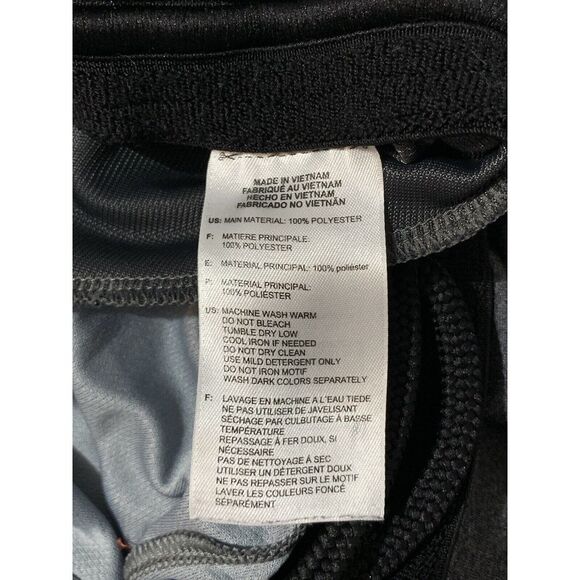 MADE IN VIETNAM
FABRIQUÉ AU VIETNAM
HECHO EN VIETNAM
FABRICADO NO VIETNÃN
US: MAIN MATERIAL: 100% POLYESTER
F: MATIERE PRINCIPALE:
100% POLYESTER
E: MATERIAL PRINCIPAL: 100% poliéster
P: MATERIAL PRINCIPAL:
100% POLIÉSTER
US: MACHINE WASH WARM
DO NOT BLEACH
TUMBLE DRY LOW
COOL IRON IF NEEDED
DO NOT DRY CLEAN
USE MILD DETERGENT ONLY
DO NOT IRON MOTIF
WASH DARK COLORS SEPARATELY
F: LAVAGE EN MACHINE A L'EAU TIEDE
NE PAS UTILISER DE JAVELISANT
SÉCHAGE PAR CULBUTAGE À BASSE
TEMPÉRATURE
REPASSAGE À FER DOUX, SI
NÉCESSAIRE
PAS DE NETTOYAGE À SEC
UTILISER UN DÉTERGENT DOUX
NE PAS REPASSER SUR LE MOTIF
LAVER LES COULEURS FONCÉ
SÉPARÉMENT